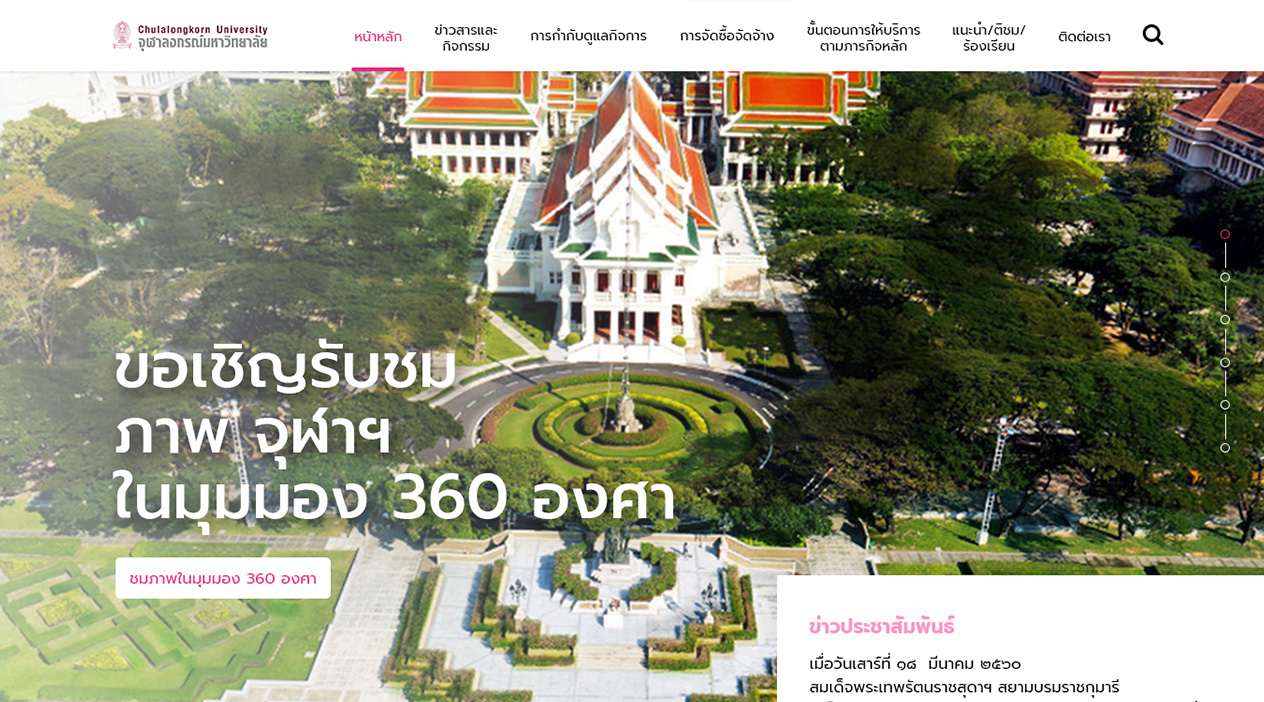 Chulalongkorn University
จุฬาลงกรณ์มหาวิทยาลัย
หน้าหลัก
ข่าวสารและ
กิจกรรม
การกำกับดูแลกิจการ
การจัดซื้อจัดจ้าง
ขั้นตอนการให้บริการ
ตามภารกิจหลัก
แนะนำ/ติชม/
ร้องเรียน
ติดต่อเรา
ขอเชิญรับชม
ภาพ จุฬาฯ
ในมุมมอง 360 องศา
ชมภาพในมุมมอง 360 องศา
ข่าวประชาสัมพันธ์
เมื่อวันเสาร์ที่ ๑๘ มีนาคม ๒๕๖๐
สมเด็จพระเทพรัตนราชสุดาฯ สยามบรมราชกุมารี